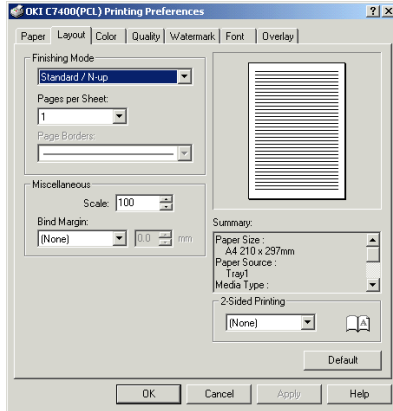 OKI C7400(PCL) Printing Preferences
Paper Layout Color Quality Watermark Font Overlay
Finishing Mode
Standard / N-up
Pages per Sheet:
1
Page Borders:
Miscellaneous
Scale: 100
Bind Margin:
(None) 0.0 mm
Summary:
Paper Size :
A4 210 x 297mm
Paper Source :
Tray1
Media Type :
2-Sided Printing
(None) A
Default
OK Cancel Apply Help